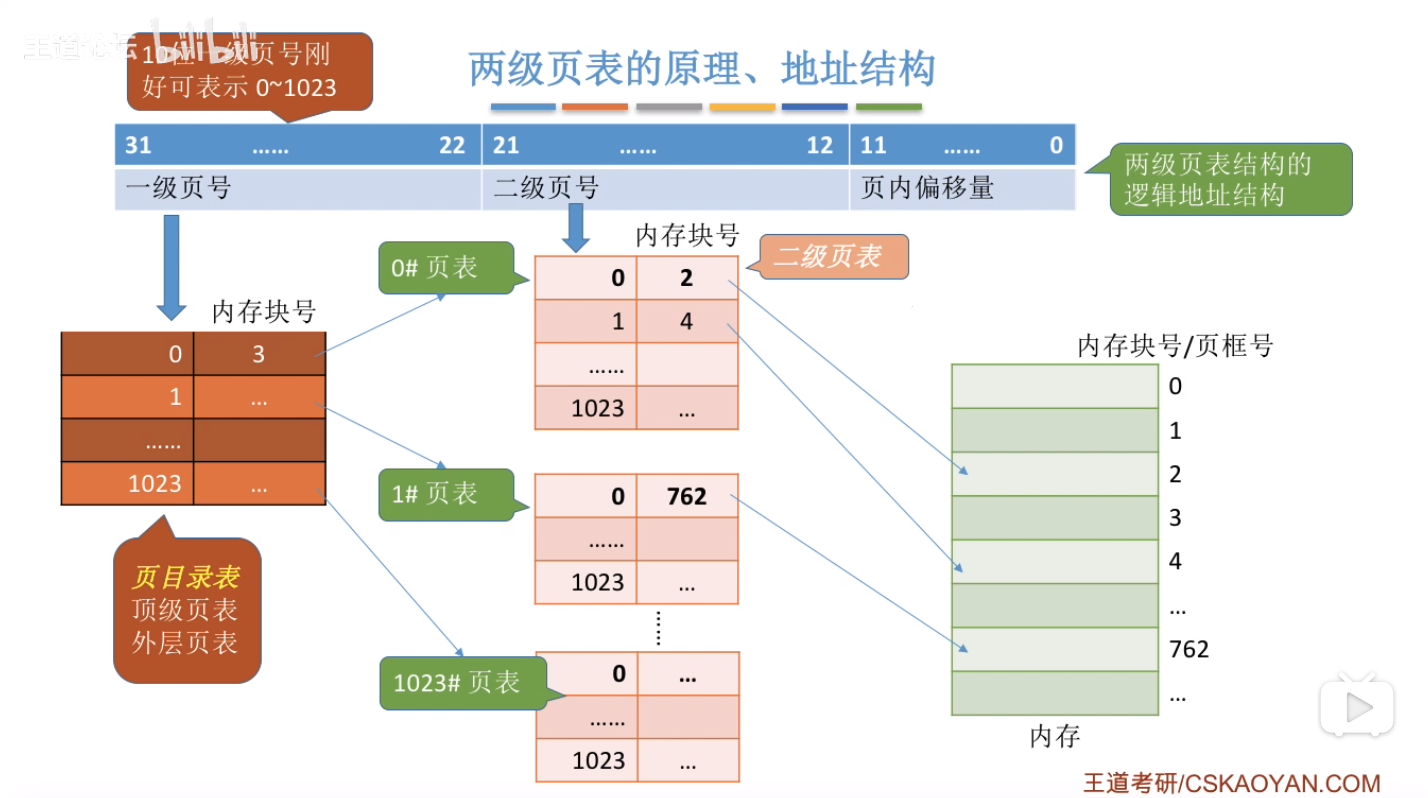 王道论坛 bilibili
10位一级页号刚
好可表示 0~1023
两级页表的原理、地址结构
31 …… 22 21 …… 12 11 …… 0
一级页号 二级页号 页内偏移量
两级页表结构的
逻辑地址结构
内存块号
0 3
1 ...
……
1023 ...
页目录表
顶级页表
外层页表
0# 页表
内存块号
二级页表
0 2
1 4
……
1023 ...
1# 页表
0 762
……
1023 ...
1023# 页表
0 ...
……
1023 ...
内存块号/页框号
0
1
2
3
4
...
762
...
内存
王道考研/CSKAOYAN.COM